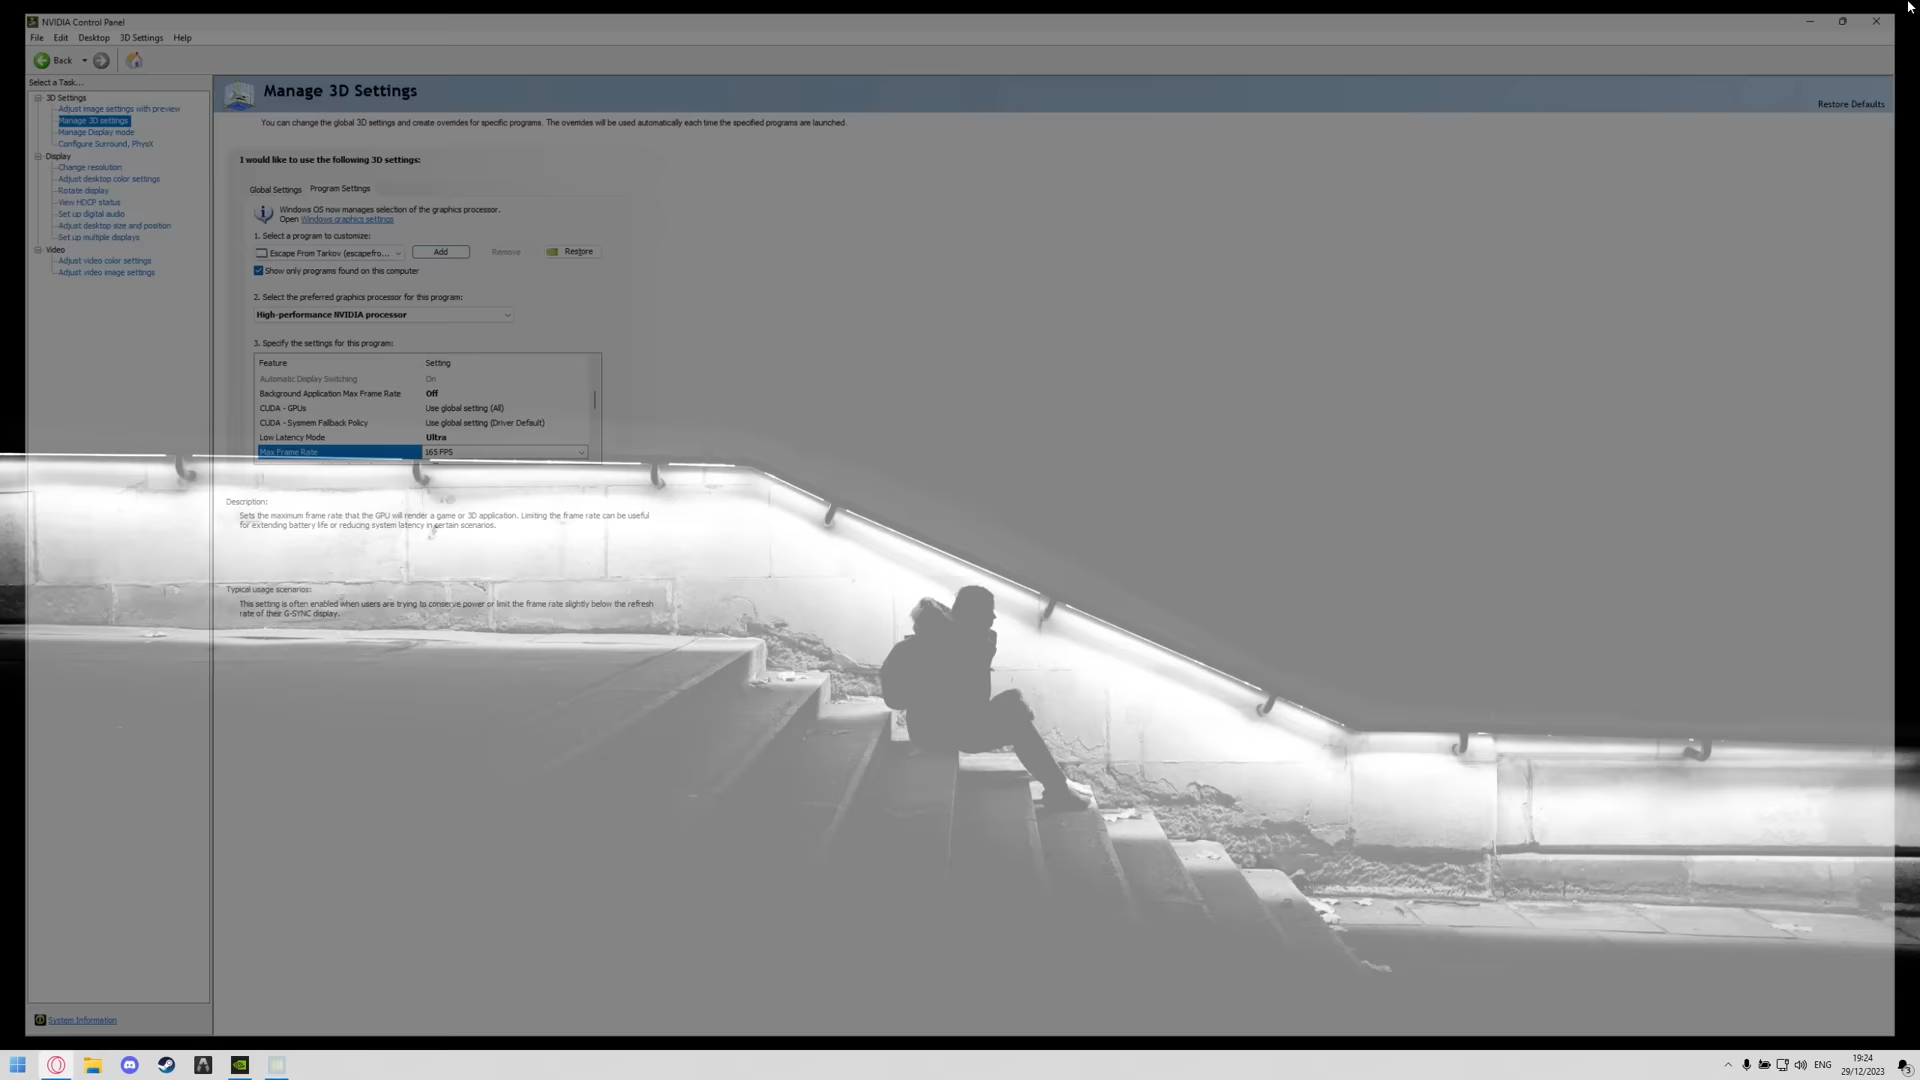 NVIDIA Control Panel
File Edit Desktop 3D Settings Help
Back
Select a Task...
3D Settings
Adjust image settings with preview
Manage 3D settings
Manage Display mode
Configure Surround, PhysX
Display
Change resolution
Adjust desktop color settings
Rotate display
View HDCP status
Set up digital audio
Adjust desktop size and position
Set up multiple displays
Video
Adjust video color settings
Adjust video image settings
System Information
Manage 3D Settings
Restore Defaults
You can change the global 3D settings and create overrides for specific programs. The overrides will be used automatically each time the specified programs are launched.
I would like to use the following 3D settings:
Global Settings Program Settings
Windows OS now manages selection of the graphics processor.
Open Windows graphics settings
1. Select a program to customize:
Escape From Tarkov (escapefro... Add Remove Restore
Show only programs found on this computer
2. Select the preferred graphics processor for this program:
High-performance NVIDIA processor
3. Specify the settings for this program:
Feature Setting
Automatic Display Switching On
Background Application Max Frame Rate Off
CUDA - GPUs Use global setting (All)
CUDA - Sysmem Fallback Policy Use global setting (Driver Default)
Low Latency Mode Ultra
Max Frame Rate 165 FPS
Description:
Sets the maximum frame rate that the GPU will render a game or 3D application. Limiting the frame rate can be useful
for extending battery life or reducing system latency in certain scenarios.
Typical usage scenarios:
This setting is often enabled when users are trying to conserve power or limit the frame rate slightly below the refresh
rate of their G-SYNC display.
ENG
19:24
29/12/2023
3